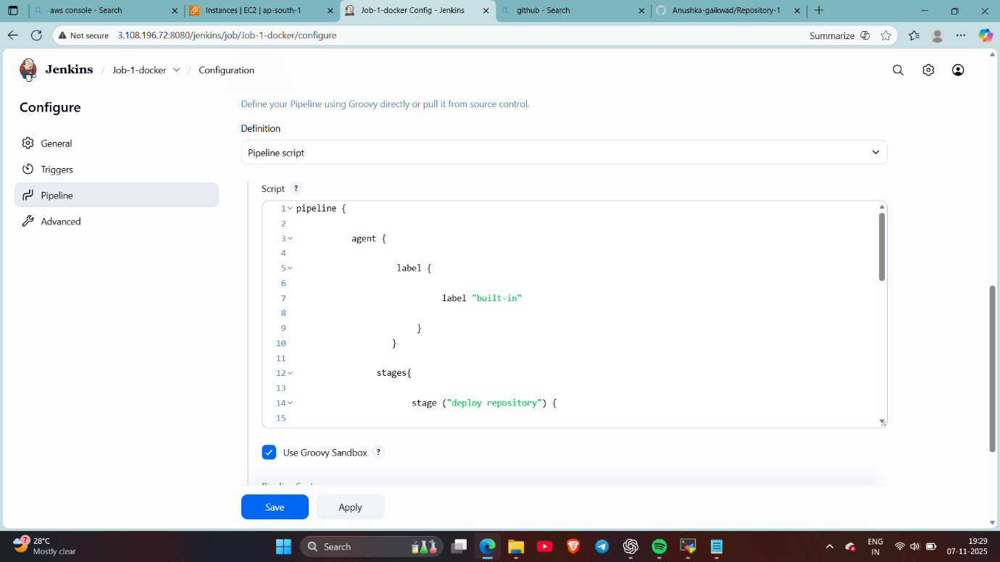 aws console - Search
Instances | EC2 | ap-south-1
Job-1-docker Config - Jenkins
github - Search
Anushka-gaikwad/Repository-1
Not secure
3.108.196.72:8080/jenkins/job/Job-1-docker/configure
Summarize
Jenkins / Job-1-docker / Configuration
Configure
General
Triggers
Pipeline
Advanced
Define your Pipeline using Groovy directly or pull it from source control.
Definition
Pipeline script
Script ?
1 pipeline {
2
3 agent {
4
5 label {
6
7 label "built-in"
8
9 }
10 }
11
12 stages{
13
14 stage ("deploy repository") {
15
Use Groovy Sandbox ?
Save
Apply
7
28°C
Mostly clear
Search
ENG
IN
19:29
07-11-2025